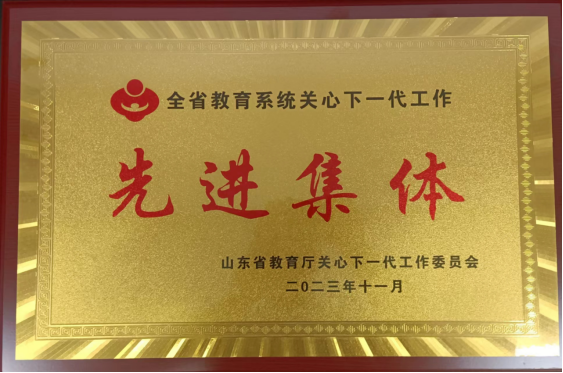 全省教育系统关心下一代工作
先进集体
山东省教育厅关心下一代工作委员会
二〇二三年十一月